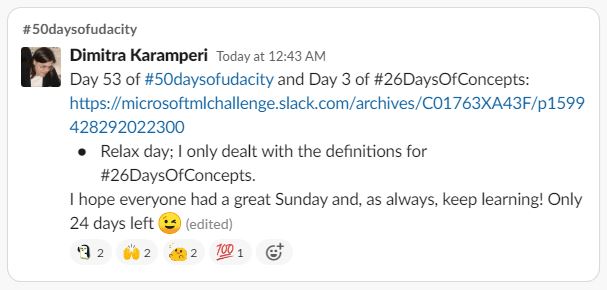 #50daysofudacity
Dimitra Karamperi Today at 12:43 AM
Day 53 of #50daysofudacity and Day 3 of #26DaysOfConcepts:
https://microsoftmlchallenge.slack.com/archives/C01763XA43F/p1599
428292022300
• Relax day; I only dealt with the definitions for
#26DaysOfConcepts.
I hope everyone had a great Sunday and, as always, keep learning! Only
24 days left 😉 (edited)
2 🙌 2 2 💯 1